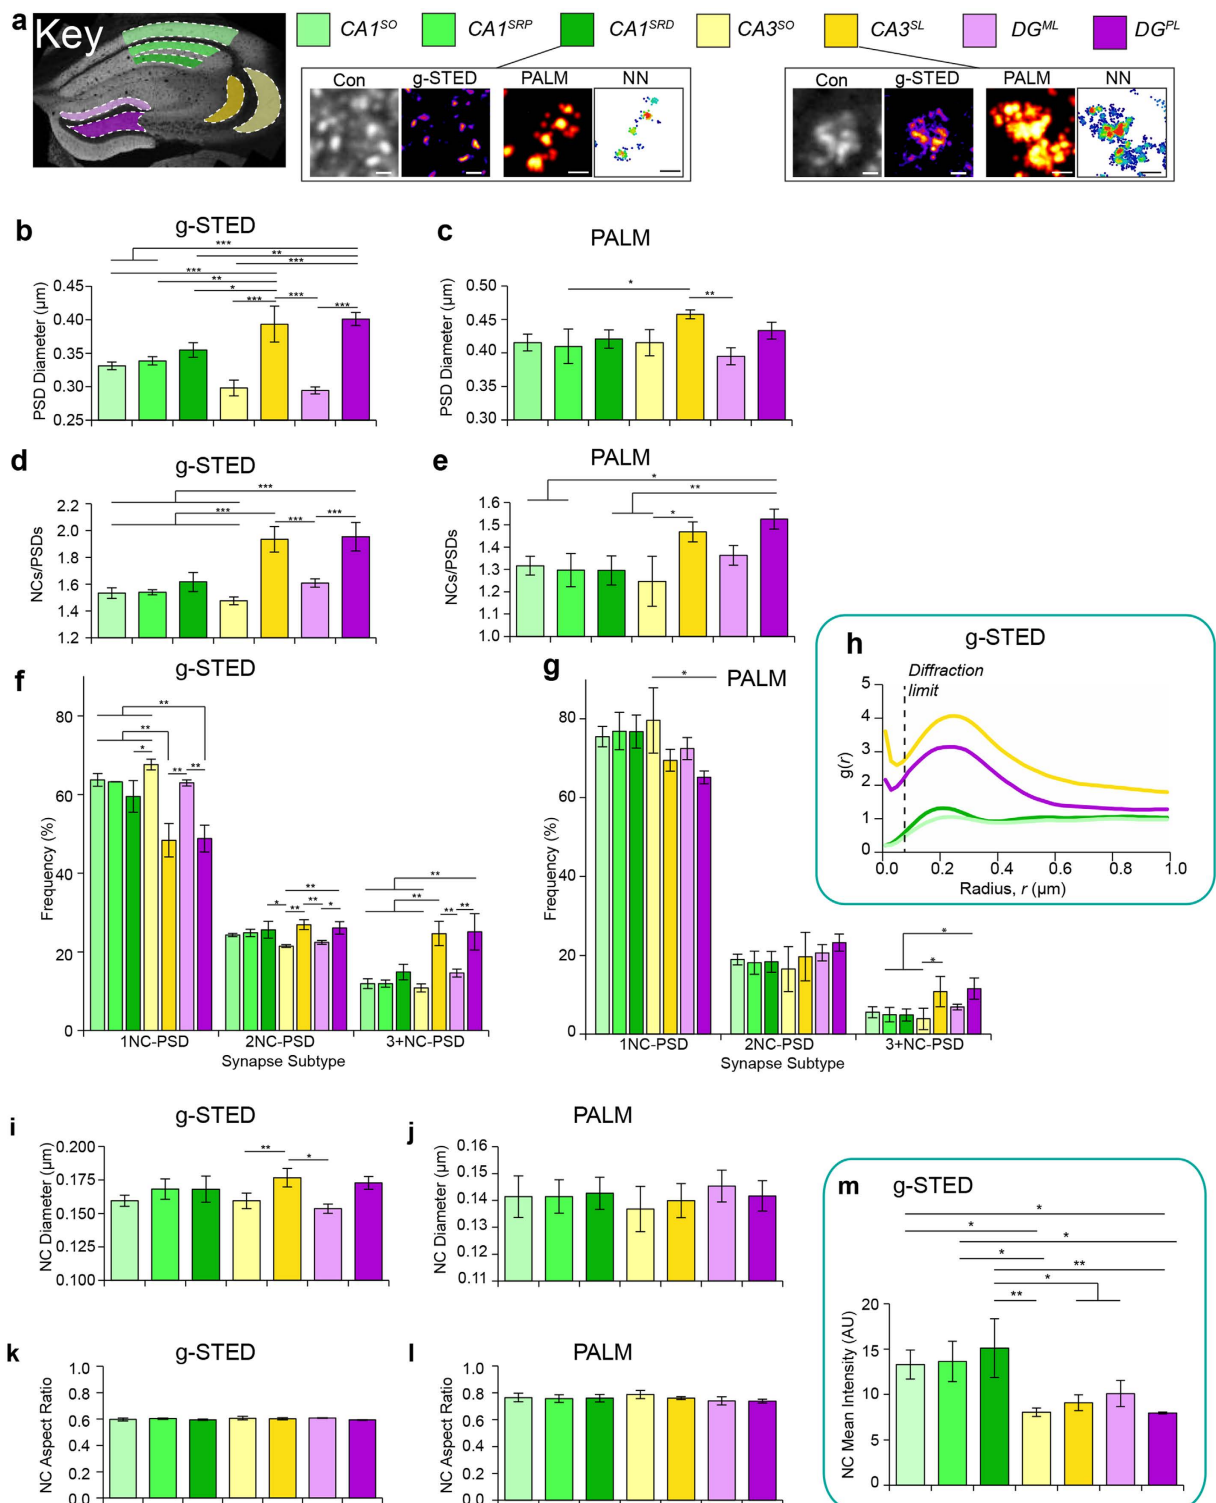 a Key CA1SO CA1SRP CA1SRD CA3SO CA3SL DGML DGPL
Con g-STED PALM NN Con g-STED PALM NN
b g-STED
*** ** *** *** ** * *** *** ***
PSD Diameter (µm)
0.45
0.40
0.35
0.30
0.25
c PALM
* **
PSD Diameter (µm)
0.50
0.45
0.40
0.35
0.30
d g-STED
*** *** *** ***
NCs/PSDs
2.2
2.0
1.8
1.6
1.4
1.2
e PALM
* ** *
NCs/PSDs
1.6
1.5
1.4
1.3
1.2
1.1
1.0
f g-STED
** ** * ** **
** * ** ** *
** ** ** **
Frequency (%)
80
60
40
20
0
1NC-PSD 2NC-PSD 3+NC-PSD
Synapse Subtype
g PALM
*
* *
Frequency (%)
80
60
40
20
0
1NC-PSD 2NC-PSD 3+NC-PSD
Synapse Subtype
h g-STED
Diffraction
limit
g(r)
5
4
3
2
1
0
0.0 0.2 0.4 0.6 0.8 1.0
Radius, r (µm)
i g-STED
** *
NC Diameter (µm)
0.200
0.175
0.150
0.125
0.100
j PALM
NC Diameter (µm)
0.16
0.15
0.14
0.13
0.12
0.11
k g-STED
NC Aspect Ratio
1.0
0.8
0.6
0.4
0.2
0.0
l PALM
NC Aspect Ratio
1.0
0.8
0.6
0.4
0.2
0.0
m g-STED
*
*
*
*
**
*
**
NC Mean Intensity (AU)
20
15
10
5
0